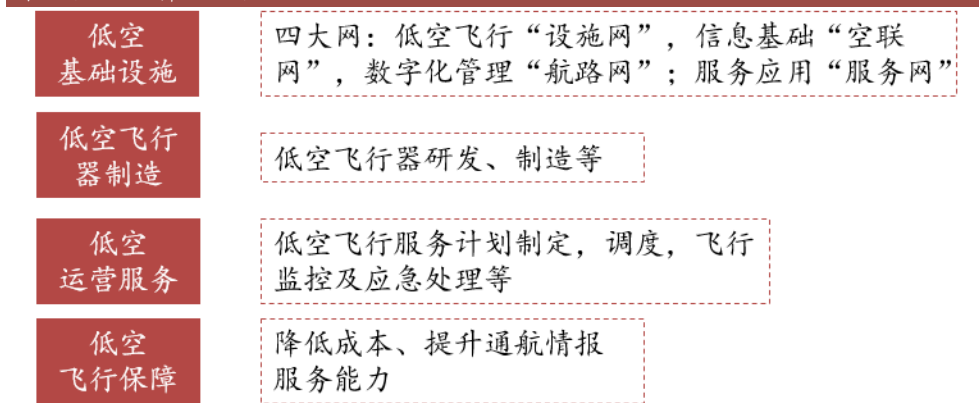 低空
基础设施
四大网：低空飞行“设施网”，信息基础“空联
网”，数字化管理“航路网”；服务应用“服务网”
低空飞行
器制造
低空飞行器研发、制造等
低空
运营服务
低空飞行服务计划制定，调度，飞行
监控及应急处理等
低空
飞行保障
降低成本、提升通航情报
服务能力